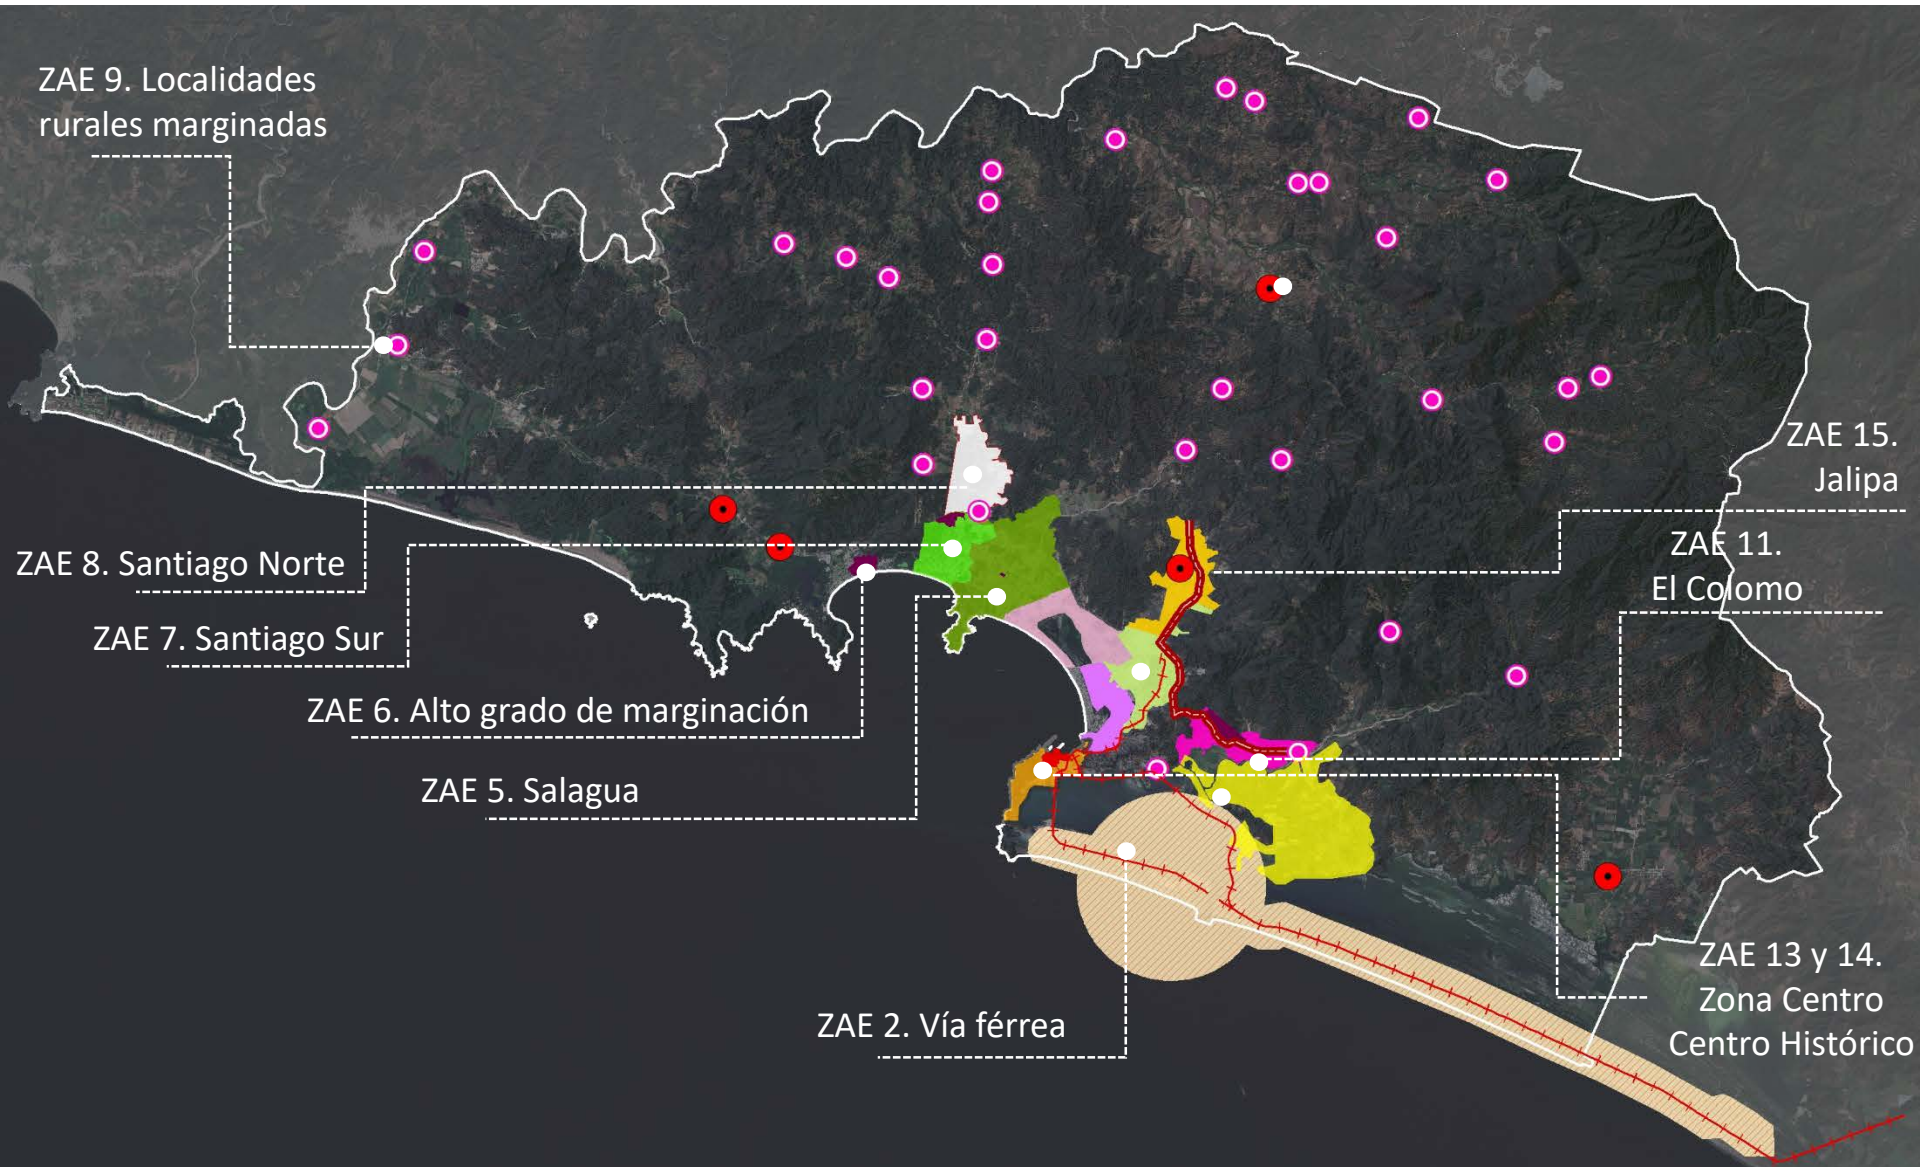 ZAE 9. Localidades
rurales marginadas
ZAE 15.
Jalipa
ZAE 11.
El Colomo
ZAE 8. Santiago Norte
ZAE 7. Santiago Sur
ZAE 6. Alto grado de marginación
ZAE 5. Salagua
ZAE 13 y 14.
Zona Centro
Centro Histórico
ZAE 2. Vía férrea